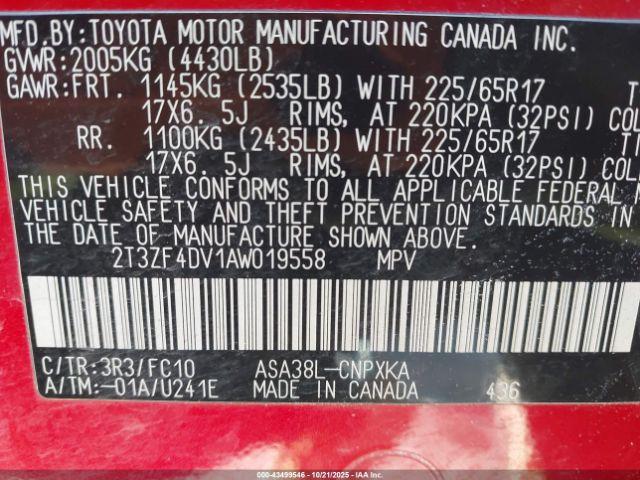 MFD.BY:TOYOTA MOTOR MANUFACTURING CANADA INC.
GVWR:2005KG (4430LB)
GAWR:FRT. 1145KG (2535LB) WITH 225/65R17
17X6. 5J RIMS, AT 220KPA (32PSI)
RR. 1100KG (2435LB) WITH 225/65R17
17X6. 5J RIMS, AT 220KPA (32PSI)
THIS VEHICLE CONFORMS TO ALL APPLICABLE FEDERAL
VEHICLE SAFETY AND THEFT PREVENTION STANDARDS IN
THE DATE OF MANUFACTURE SHOWN ABOVE.
2T3ZF4DV1AW019558 MPV
C/TR:3R3/FC10 ASA38L-CNPXKA
A/TM:-01A/U241E MADE IN CANADA 436
000-43499546 - 10/21/2025 - IAAI.CA